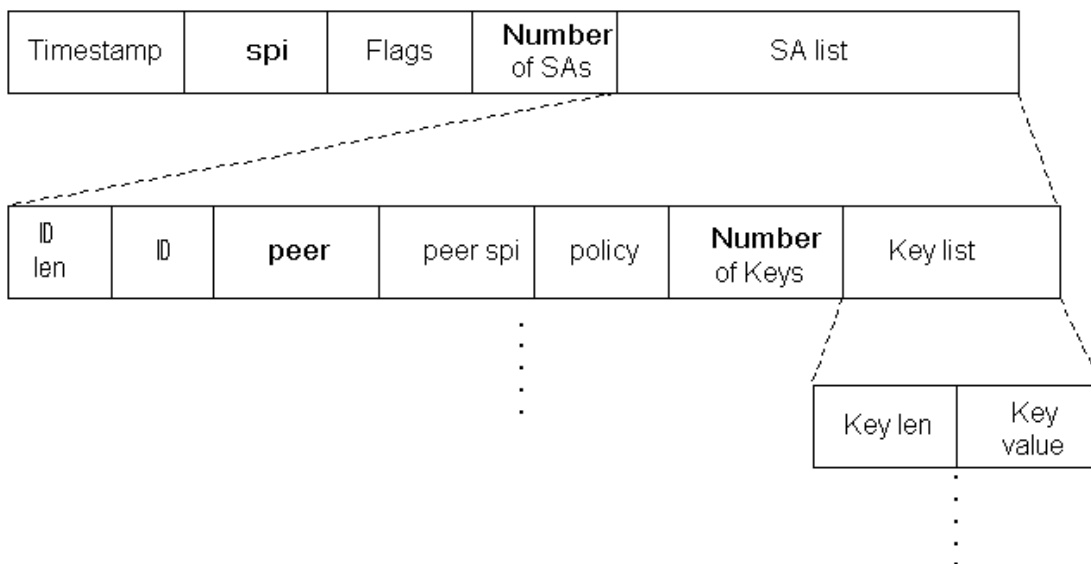 Timestamp
spi
Flags
Number
of SAs
SA list
ID
len
ID
peer
peer spi
policy
Number
of Keys
Key list
Key len
Key
value